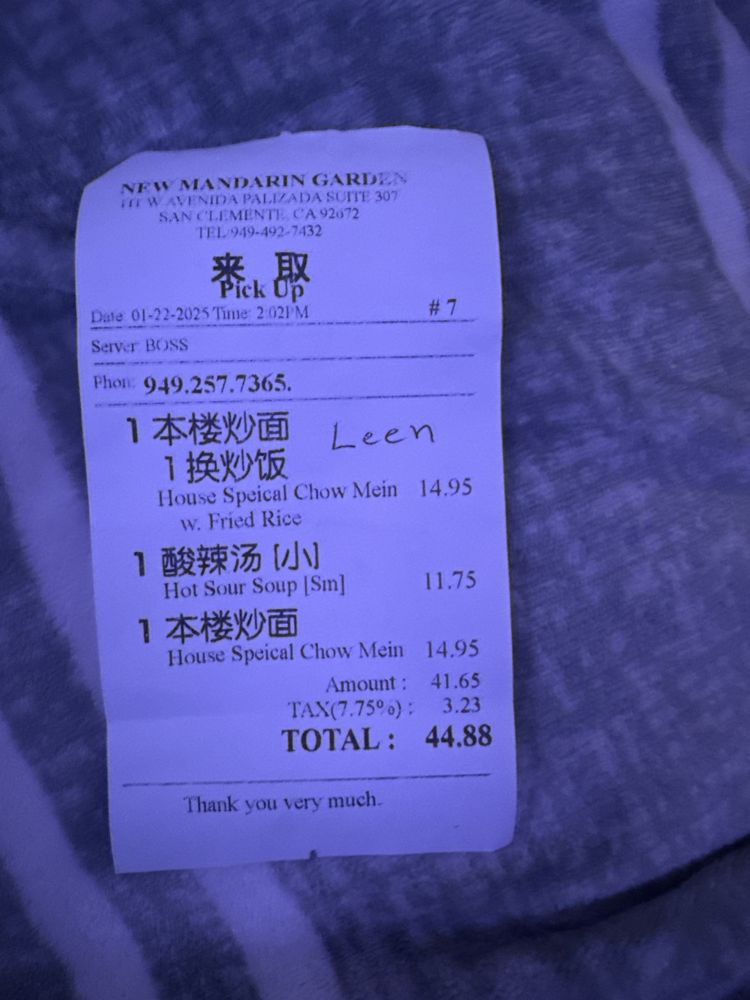 NEW MANDARIN GARDEN
111 W AVENIDA PALIZADA SUITE 307
SAN CLEMENTE, CA 92672
TEL:949-492-7432
来 取
Pick Up
Date: 01-22-2025 Time: 2:02PM # 7
Server: BOSS
Phon: 949.257.7365.
1 本楼炒面 Leen
1 换炒饭
House Speical Chow Mein 14.95
w. Fried Rice
1 酸辣汤 [小]
Hot Sour Soup [Sm] 11.75
1 本楼炒面
House Speical Chow Mein 14.95
Amount : 41.65
TAX(7.75%) : 3.23
TOTAL : 44.88
Thank you very much.